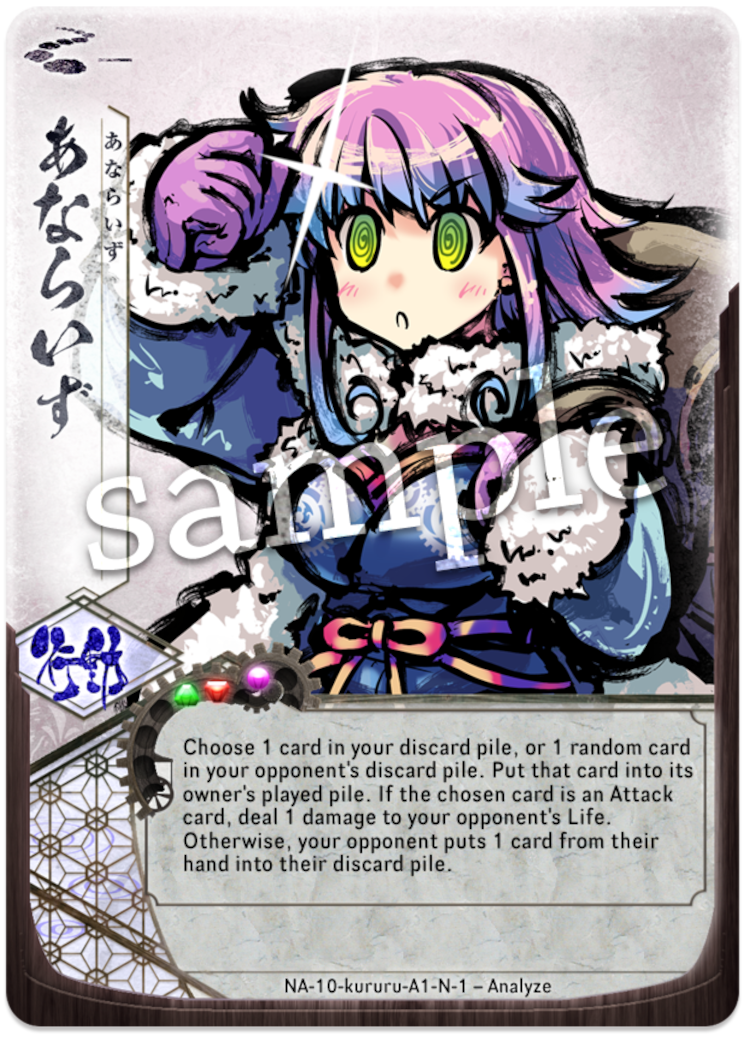 あならいず
あならいず
sample
行動
Choose 1 card in your discard pile, or 1 random card
in your opponent's discard pile. Put that card into its
owner's played pile. If the chosen card is an Attack
card, deal 1 damage to your opponent's Life.
Otherwise, your opponent puts 1 card from their
hand into their discard pile.
NA-10-kururu-A1-N-1 – Analyze